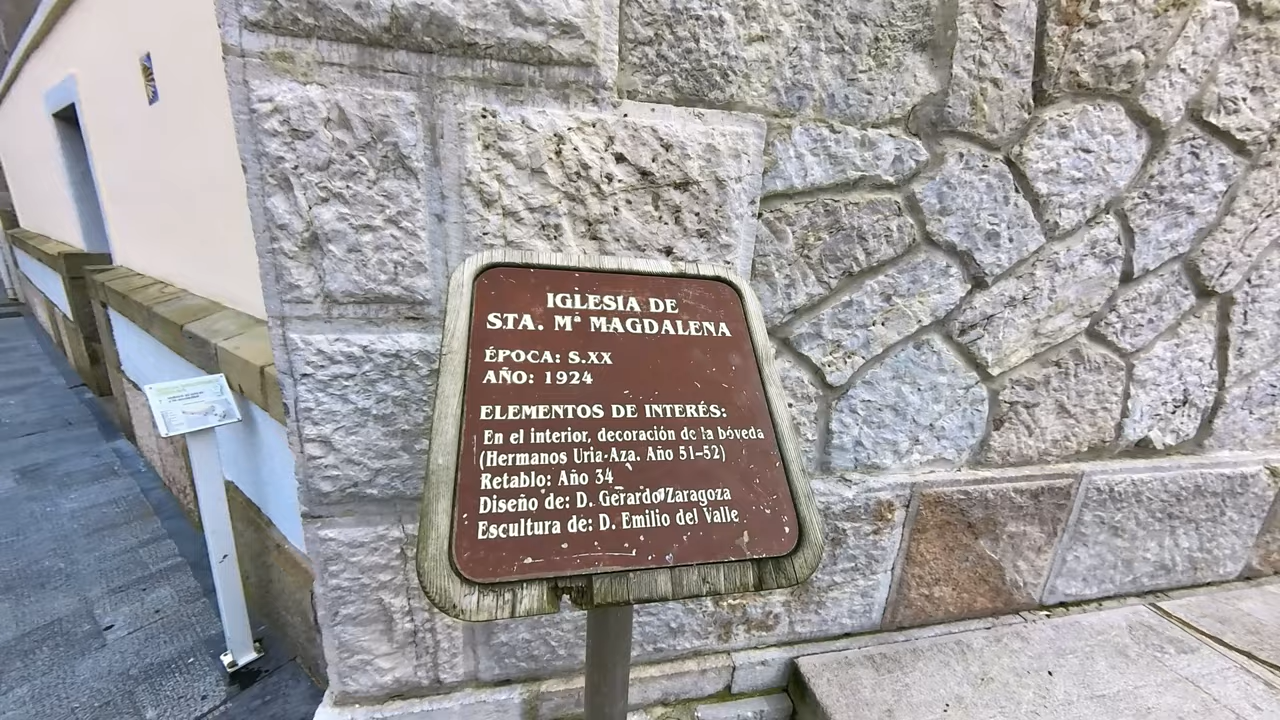 IGLESIA DE
STA. Mª MAGDALENA
ÉPOCA: S.XX
AÑO: 1924
ELEMENTOS DE INTERÉS:
En el interior, decoración de la bóveda
(Hermanos Uria-Aza. Año 51-52)
Retablo: Año 34
Diseño de: D. Gerardo Zaragoza
Escultura de: D. Emilio del Valle